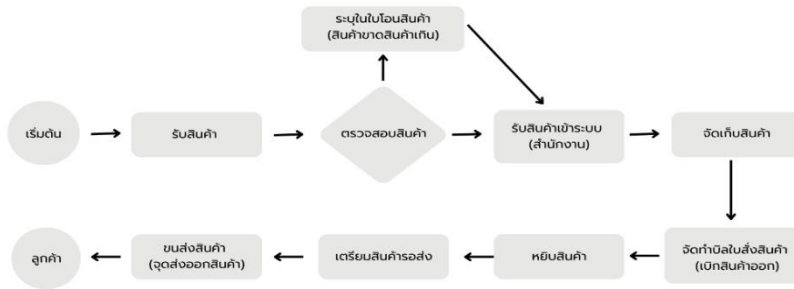 ระบุในใบโอนสินค้า
(สินค้าขาดสินค้าเกิน)
เริ่มต้น
รับสินค้า
ตรวจสอบสินค้า
รับสินค้าเข้าระบบ
(สำนักงาน)
จัดเก็บสินค้า
ลูกค้า
ขนส่งสินค้า
(จุดส่งออกสินค้า)
เตรียมสินค้ารอส่ง
หยิบสินค้า
จัดทำบิลใบสั่งสินค้า
(เบิกสินค้าออก)